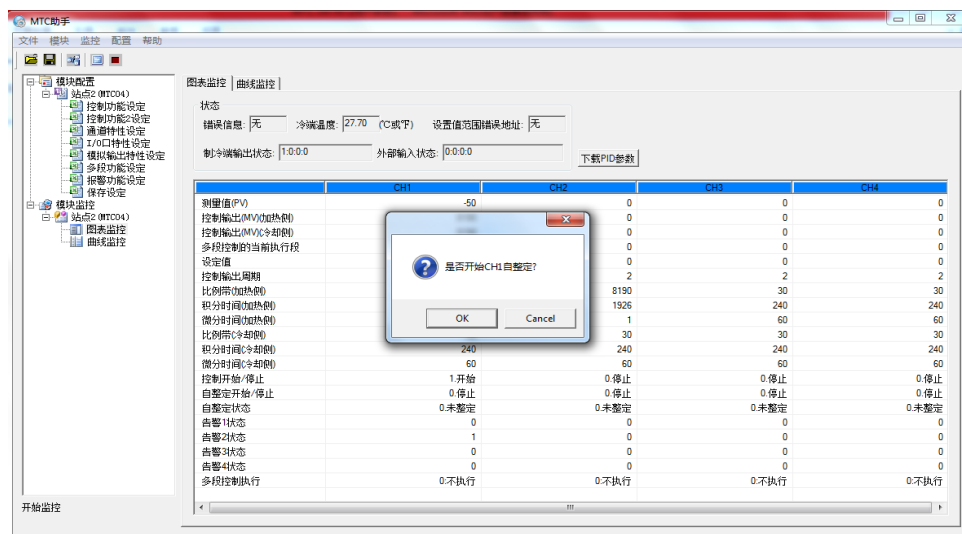 MTC助手
文件 模块 监控 配置 帮助
模块配置
站点2 (MTC04)
控制功能设定
控制功能2设定
通道特性设定
I/O口特性设定
模拟输出特性设定
多段功能设定
报警功能设定
保存设定
模块监控
站点2 (MTC04)
图表监控
曲线监控
开始监控
图表监控 曲线监控
状态
错误信息: 无 冷端温度: 27.70 (℃或℉) 设置值范围错误地址: 无
制冷端输出状态: 1:0:0:0 外部输入状态: 0:0:0:0 下载PID参数
CH1 CH2 CH3 CH4
测量值(PV) -50 0 0 0
控制输出(MV)(加热侧) 0 0 0
控制输出(MV)(冷却侧) 0 0 0
多段控制的当前执行段 0 0 0
设定值 0 0 0
控制输出周期 2 2 2
比例带(加热侧) 8190 30 30
积分时间(加热侧) 1926 240 240
微分时间(加热侧) 1 60 60
比例带(冷却侧) 30 30 30
积分时间(冷却侧) 240 240 240 240
微分时间(冷却侧) 60 60 60 60
控制开始/停止 1.开始 0.停止 0.停止 0.停止
自整定开始/停止 0.停止 0.停止 0.停止 0.停止
自整定状态 0.未整定 0.未整定 0.未整定 0.未整定
告警1状态 0 0 0 0
告警2状态 1 0 0 0
告警3状态 0 0 0 0
告警4状态 0 0 0 0
多段控制执行 0:不执行 0:不执行 0:不执行 0:不执行
是否开始CH1自整定?
OK Cancel